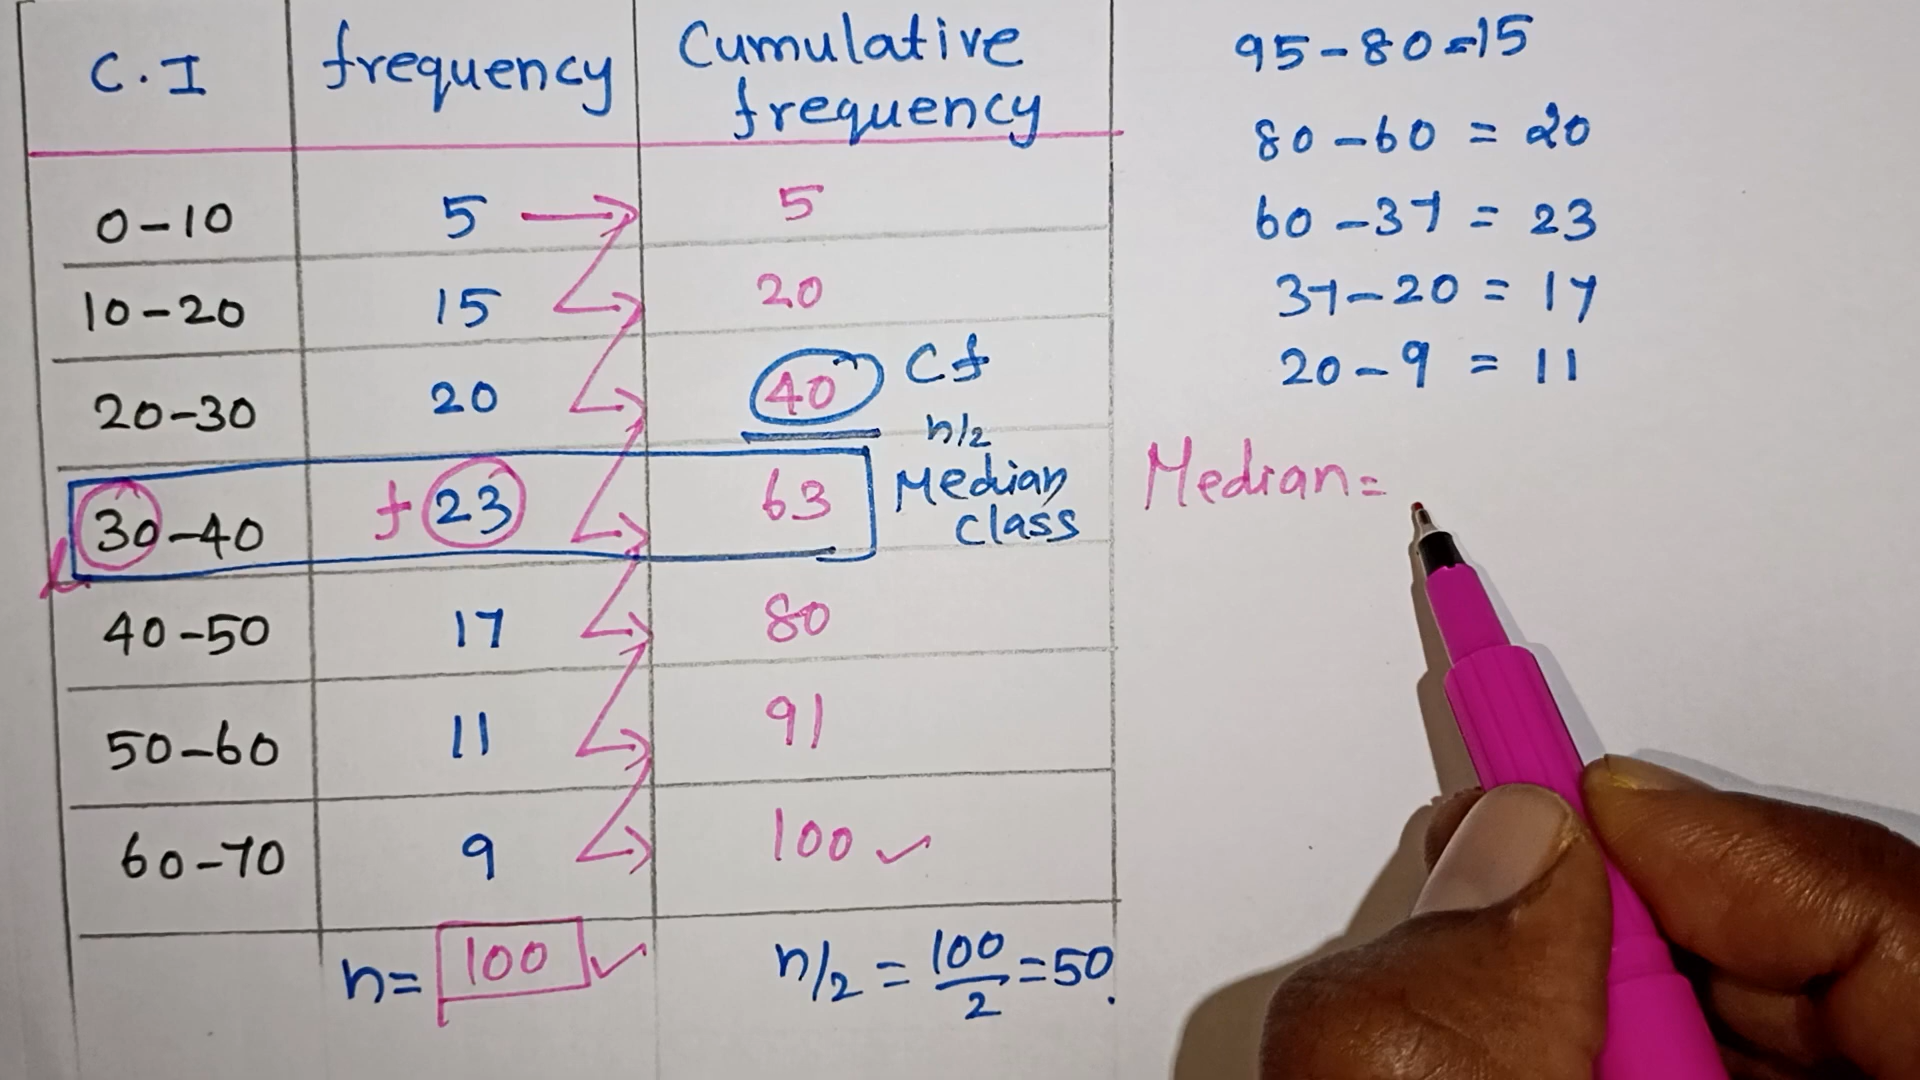 C.I frequency Cumulative frequency
0-10 5 5
10-20 15 20
20-30 20 40 Cf
n/2
30-40 f 23 63 Median class
l
40-50 17 80
50-60 11 91
60-70 9 100 ✓
n= 100 ✓ n/2 = 100/2 =50.
95-80=15
80-60 = 20
60-37 = 23
37-20 = 17
20-9 = 11
Median=